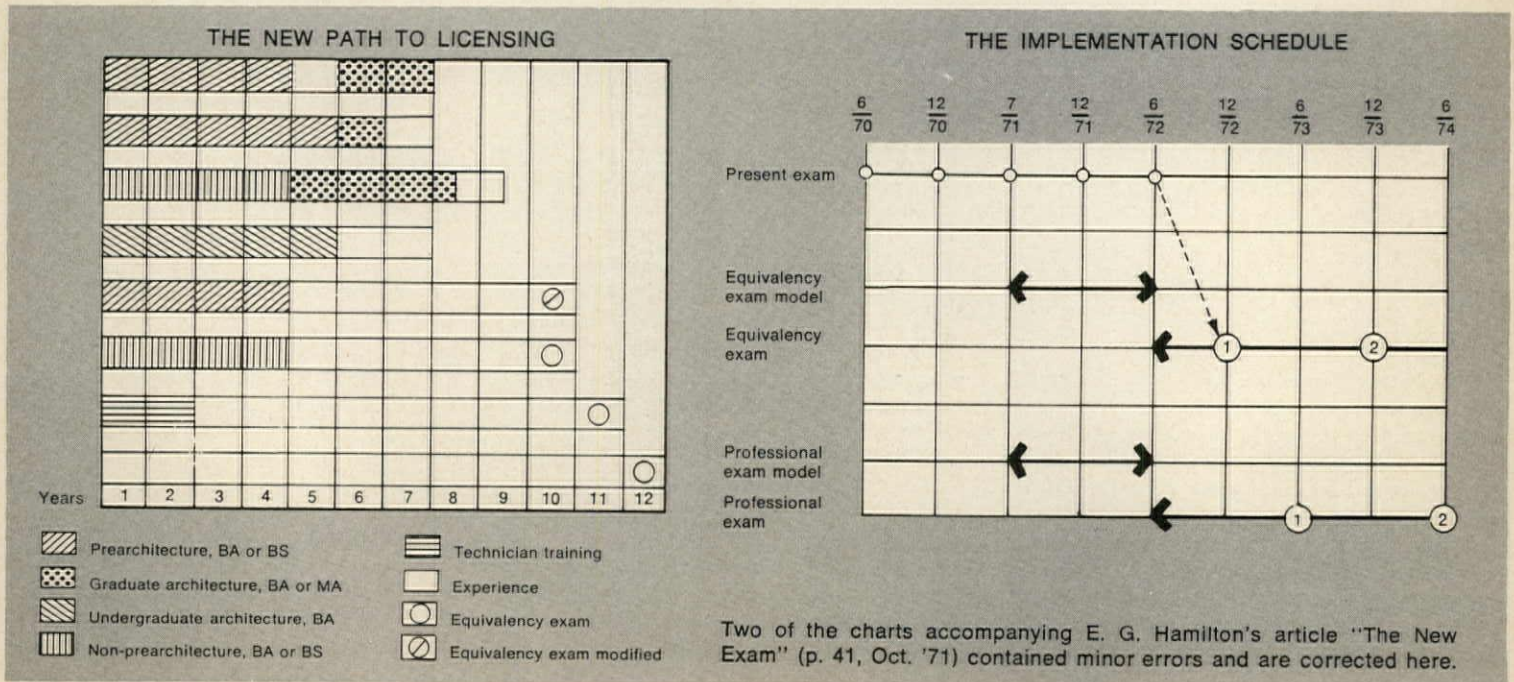 THE NEW PATH TO LICENSING
Years 1 2 3 4 5 6 7 8 9 10 11 12
Prearchitecture, BA or BS
Graduate architecture, BA or MA
Undergraduate architecture, BA
Non-prearchitecture, BA or BS
Technician training
Experience
Equivalency exam
Equivalency exam modified
THE IMPLEMENTATION SCHEDULE
6 12 7 12 6 12 6 12 6
70 70 71 71 72 72 73 73 74
Present exam
Equivalency
exam model
Equivalency
exam
1 2
Professional
exam model
Professional
exam
1 2
Two of the charts accompanying E. G. Hamilton's article "The New
Exam" (p. 41, Oct. '71) contained minor errors and are corrected here.